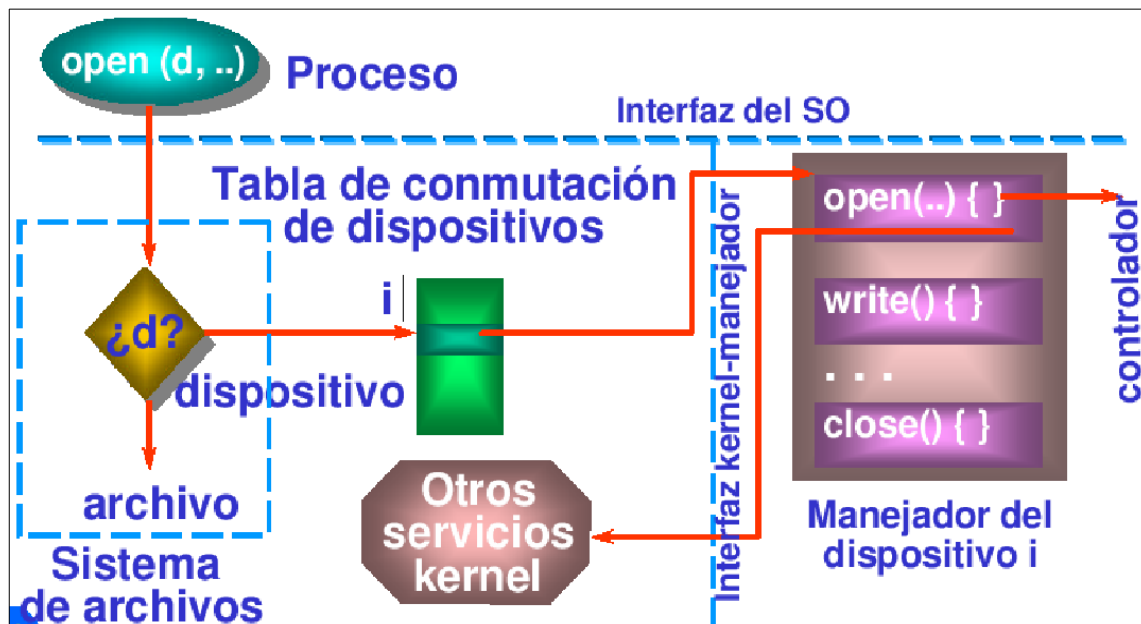 open (d, ..)
Proceso
Interfaz del SO
Tabla de conmutación
de dispositivos
¿d?
i
dispositivo
archivo
Sistema
de archivos
Otros
servicios
kernel
Interfaz kernel-manejador
open(..) { }
write() { }
. . .
close() { }
Manejador del
dispositivo i
controlador